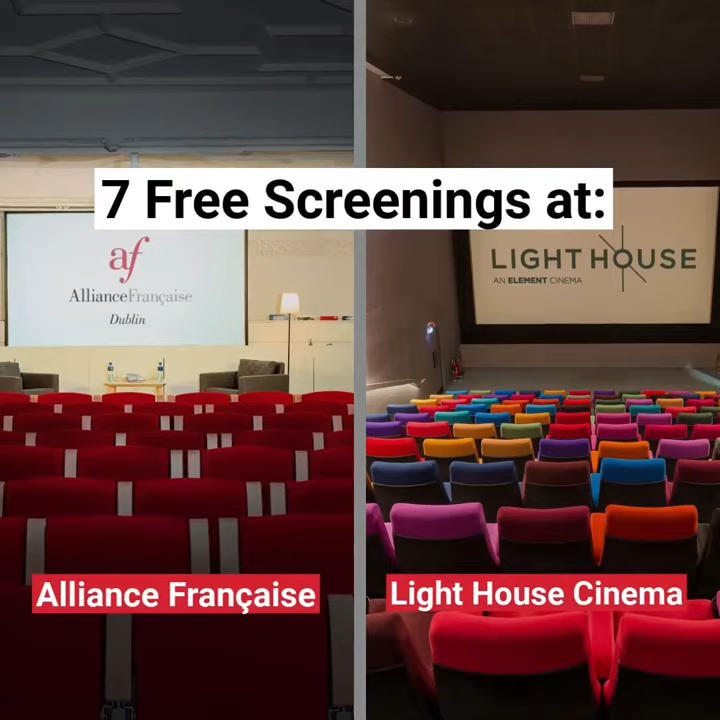 7 Free Screenings at:
af
AllianceFrançaise
Dublin
LIGHT HOUSE
AN ELEMENT CINEMA
Alliance Française
Light House Cinema